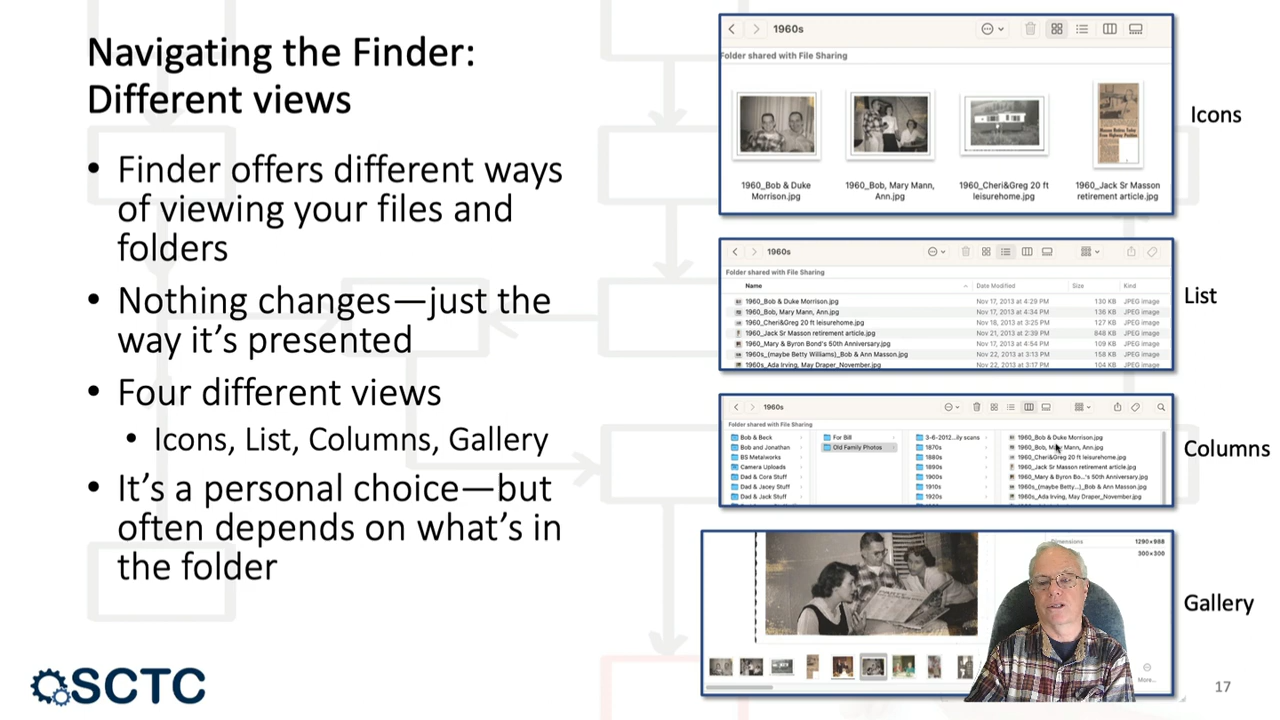 Navigating the Finder:
Different views
• Finder offers different ways
of viewing your files and
folders
• Nothing changes—just the
way it's presented
• Four different views
• Icons, List, Columns, Gallery
• It's a personal choice—but
often depends on what's in
the folder
SCTC
1960s
Folder shared with File Sharing
1960_Bob & Duke
Morrison.jpg
1960_Bob, Mary Mann,
Ann.jpg
1960_Cheri&Greg 20 ft
leisurehome.jpg
1960_Jack Sr Masson
retirement article.jpg
Icons
1960s
Folder shared with File Sharing
Name Date Modified Size Kind
1960_Bob & Duke Morrison.jpg Nov 17, 2013 at 4:29 PM 130 KB JPEG image
1960_Bob, Mary Mann, Ann.jpg Nov 17, 2013 at 4:34 PM 136 KB JPEG image
1960_Cheri&Greg 20 ft leisurehome.jpg Nov 18, 2013 at 3:25 PM 127 KB JPEG image
1960_Jack Sr Masson retirement article.jpg Nov 21, 2013 at 2:39 PM 848 KB JPEG image
1960_Mary & Byron Bond's 50th Anniversary.jpg Nov 17, 2013 at 4:54 PM 109 KB JPEG image
1960s_(maybe Betty Williams)_Bob & Ann Masson.jpg Nov 22, 2013 at 3:13 PM 158 KB JPEG image
1960s_Ada Irving, May Draper_November.jpg Nov 22, 2013 at 3:17 PM 104 KB JPEG image
List
1960s
Folder shared with File Sharing
Bob & Beck For Bill 3-6-2012...ily scans 1960_Bob & Duke Morrison.jpg
Bob and Jonathan Old Family Photos 1870s 1960_Bob, Mary Mann, Ann.jpg
BS Metalworks 1880s 1960_Cheri&Greg 20 ft leisurehome.jpg
Camera Uploads 1890s 1960_Jack Sr Masson retirement article.jpg
Dad & Cora Stuff 1900s 1960_Mary & Byron Bo...'s 50th Anniversary.jpg
Dad & Jacey Stuff 1910s 1960s_(maybe Betty...)_Bob & Ann Masson.jpg
Dad & Jack Stuff 1920s 1960s_Ada Irving, May Draper_November.jpg
Columns
Dimensions 1290×988
300×300
More...
Gallery
17